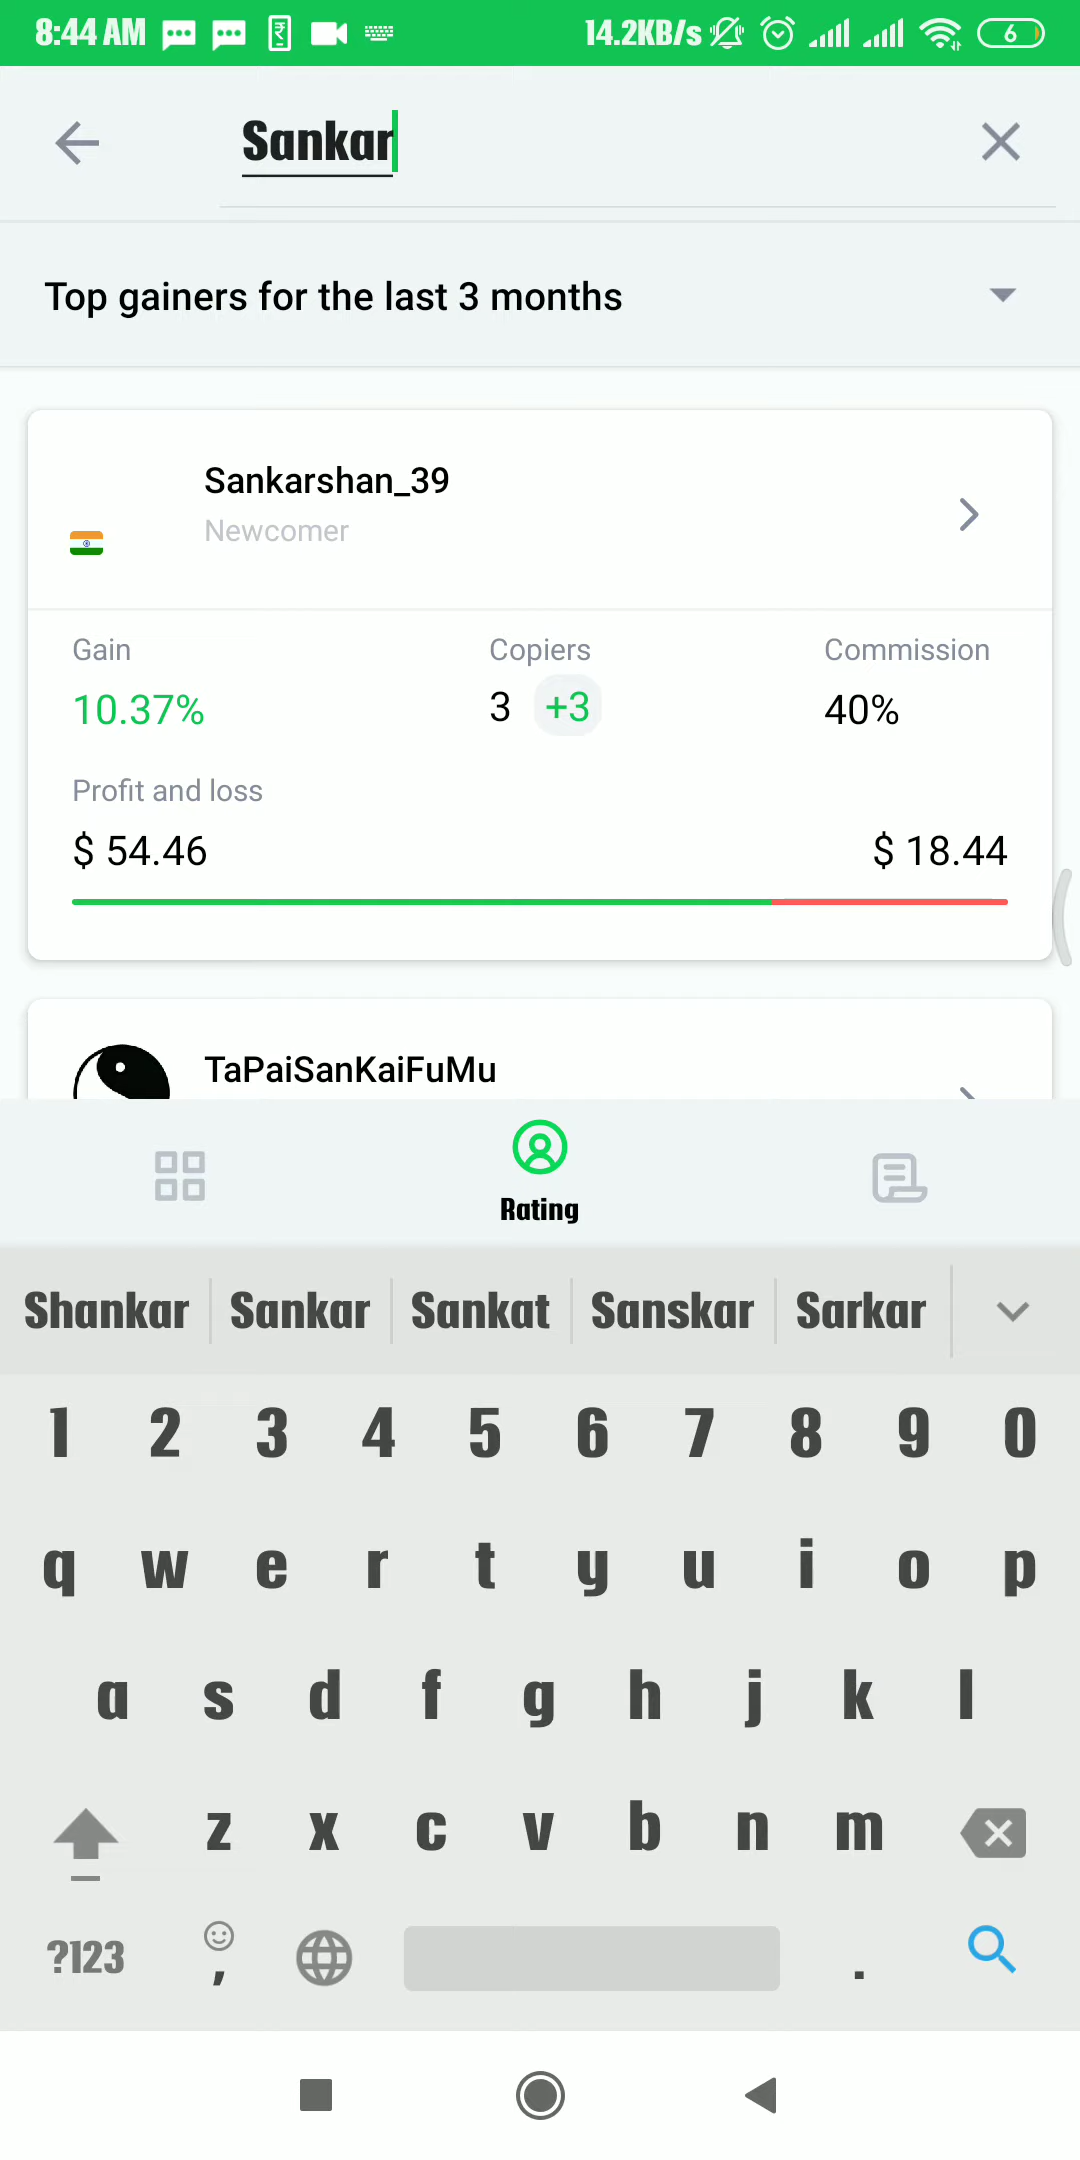 8:44 AM 14.2KB/s 6
Sankar
Top gainers for the last 3 months
Sankarshan_39
Newcomer
Gain Copiers Commission
10.37% 3 +3 40%
Profit and loss
$ 54.46 $ 18.44
TaPaiSanKaiFuMu
Rating
Shankar Sankar Sankat Sanskar Sarkar
1 2 3 4 5 6 7 8 9 0
q w e r t y u i o p
a s d f g h j k l
z x c v b n m
?123 , .